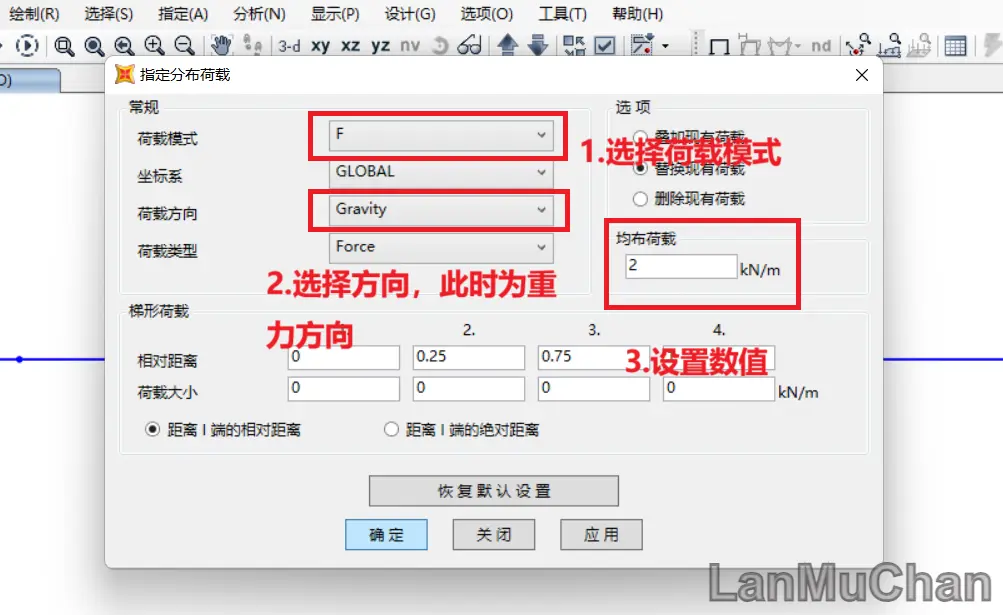 绘制(R) 选择(S) 指定(A) 分析(N) 显示(P) 设计(G) 选项(O) 工具(T) 帮助(H)
3-d xy xz yz nv nd
O)
指定分布荷载
常规
荷载模式 F
坐标系 GLOBAL
荷载方向 Gravity
荷载类型 Force
选 项
叠加现有荷载
替换现有荷载
删除现有荷载
1.选择荷载模式
均布荷载
2 kN/m
2.选择方向，此时为重
力方向
梯形荷载
2. 3. 4.
相对距离 0 0.25 0.75
3.设置数值
荷载大小 0 0 0 0 kN/m
距离 I 端的相对距离 距离 I 端的绝对距离
恢复默认设置
确定 关闭 应用
LanMuChan